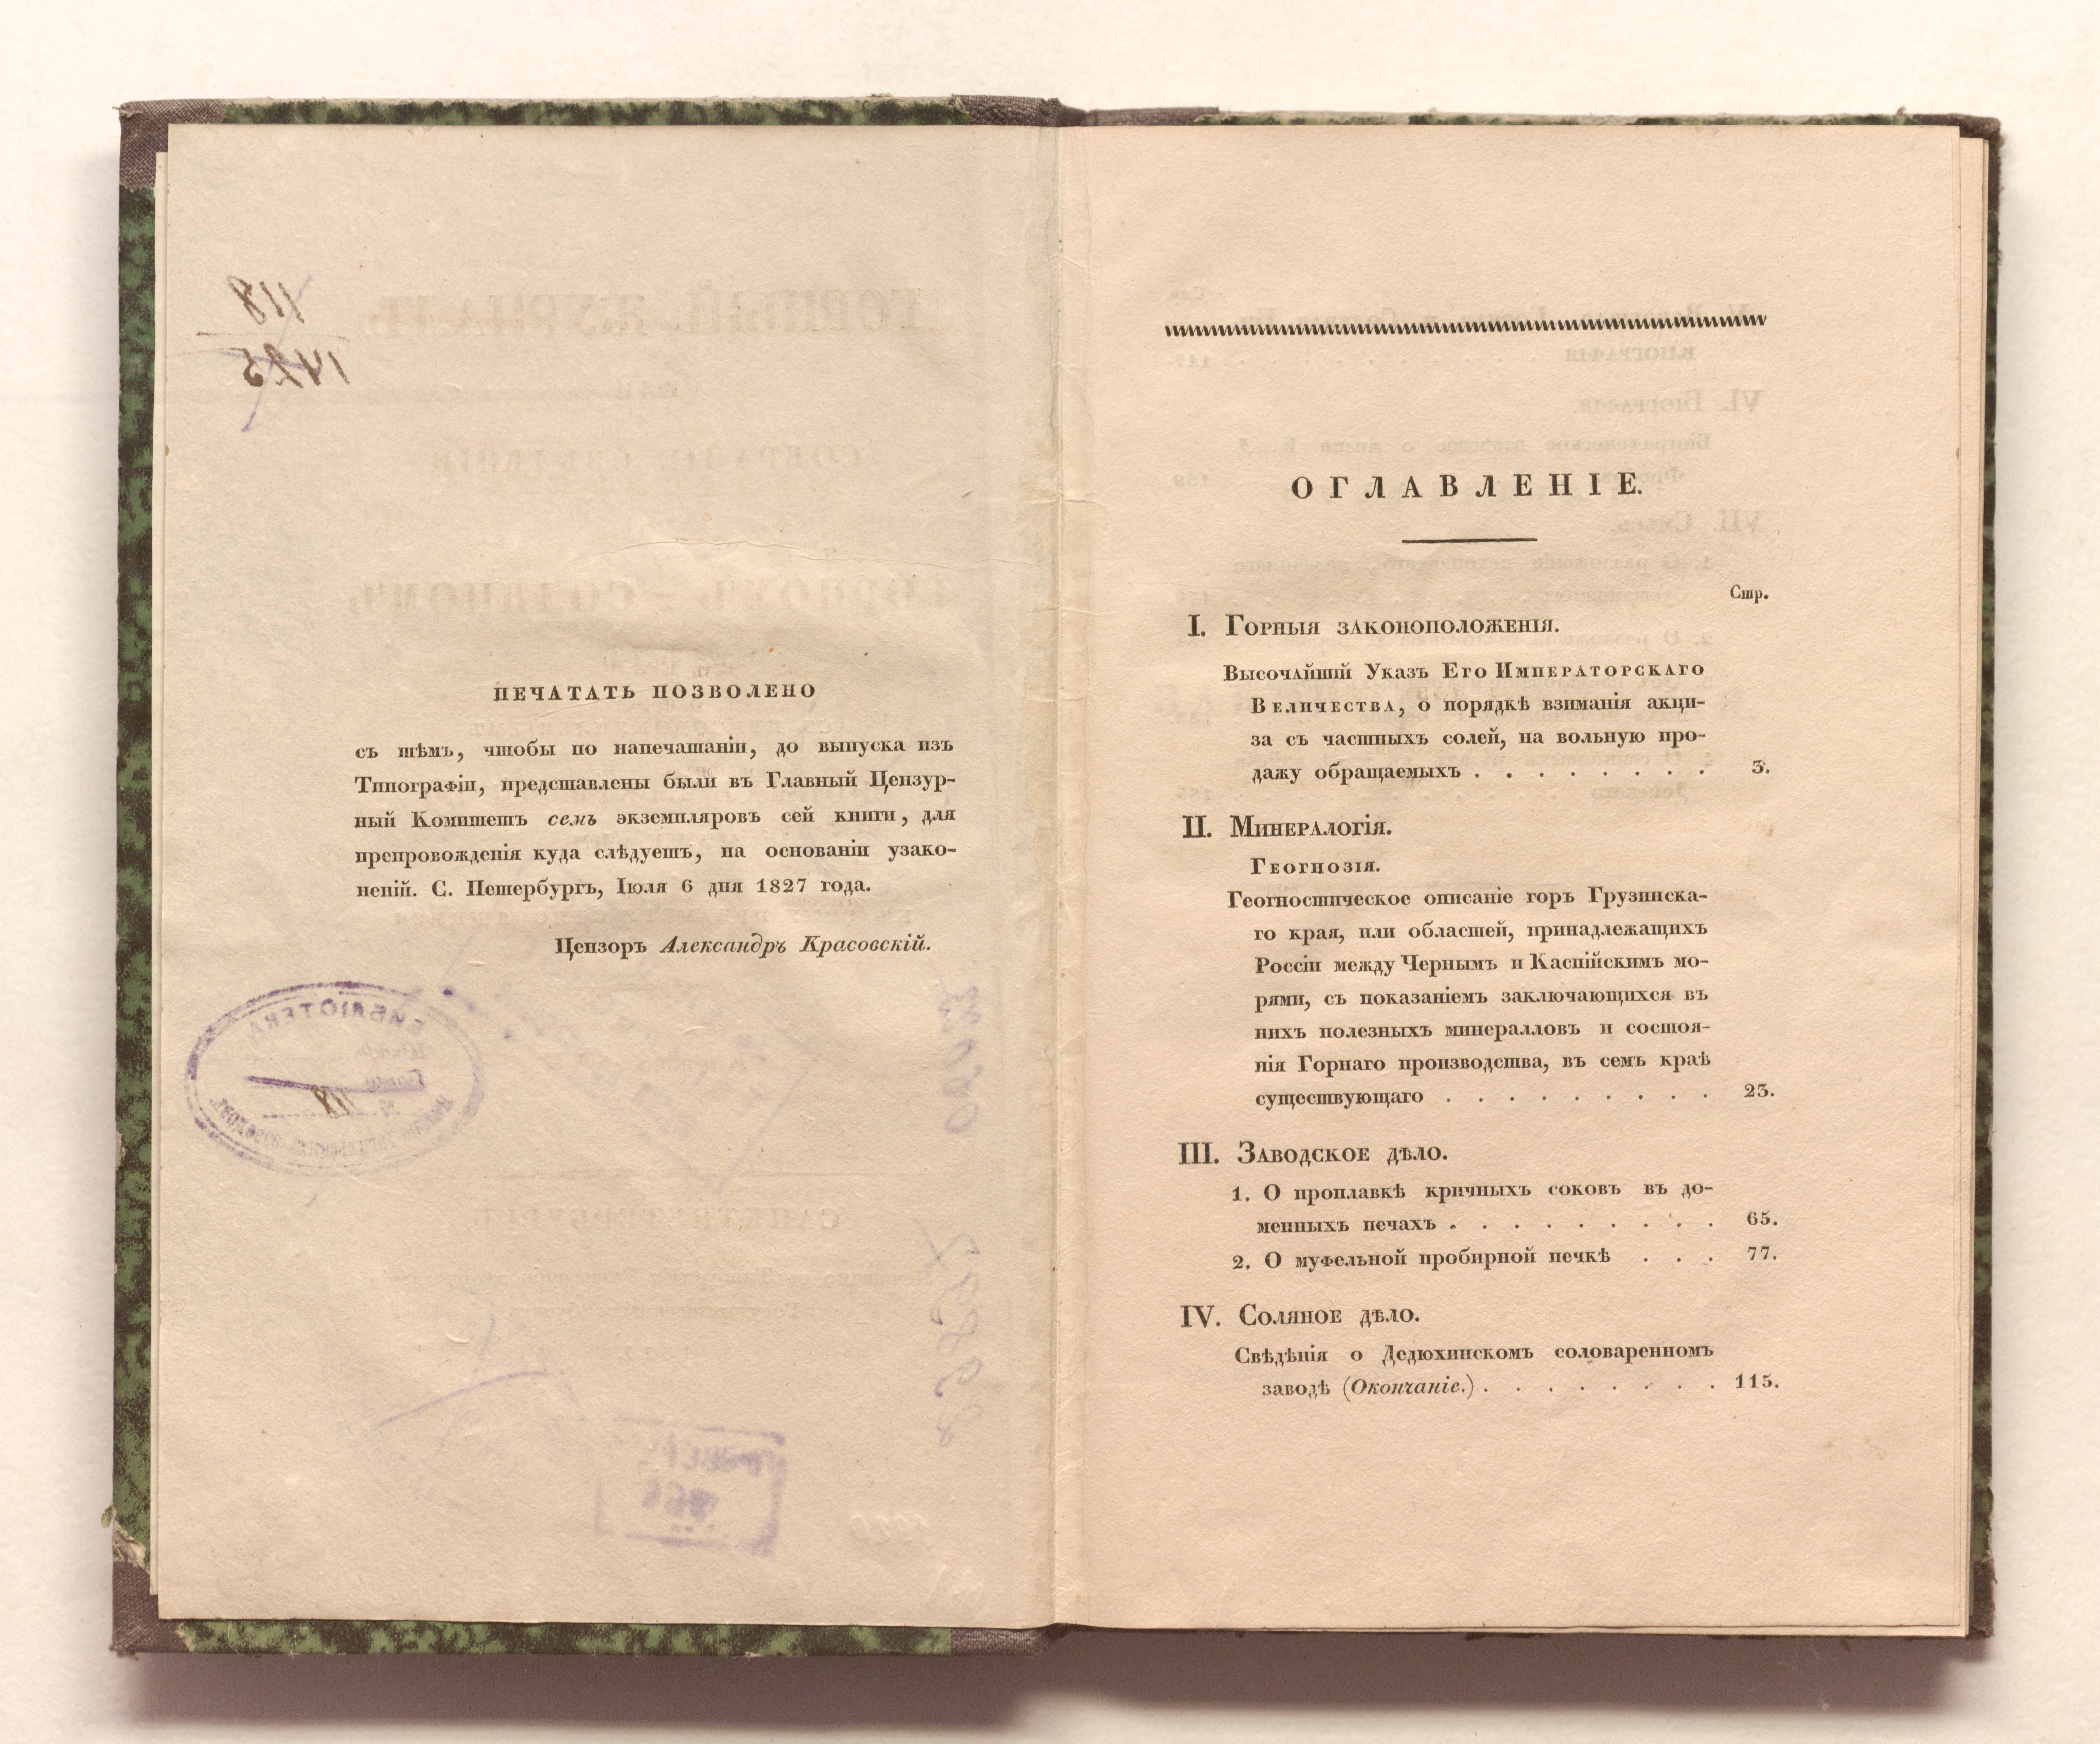 118
1425
ПЕЧАТАТЬ ПОЗВОЛЕНО
съ тѣмъ, чтобы по напечатаніи, до выпуска изъ
Типографіи, представлены были въ Главный Цензур-
ный Комитетъ семь экземпляровъ сей книги, для
препровожденія куда слѣдуетъ, на основаніи узако-
неній. С. Петербургъ, Іюля 6 дня 1827 года.
Цензоръ Александръ Красовскій.
БИБЛІОТЕКА
118
ОГЛАВЛЕНІЕ.
Стр.
I. Горныя законоположенія.
Высочайшій Указъ Его Императорскаго
Величества, о порядкѣ взиманія акци-
за съ частныхъ солей, на вольную про-
дажу обращаемыхъ . . . . . . . . 3.
II. Минералогія.
Геогнозія.
Геогностическое описаніе горъ Грузинска-
го края, или областей, принадлежащихъ
Россіи между Чернымъ и Каспійскимъ мо-
рями, съ показаніемъ заключающихся въ
нихъ полезныхъ минералловъ и состоя-
нія Горнаго производства, въ семъ краѣ
существующаго . . . . . . . . . 23.
III. Заводское дѣло.
1. О проплавкѣ кричныхъ соковъ въ до-
менныхъ печахъ . . . . . . . . . 65.
2. О муфельной пробирной печкѣ . . . 77.
IV. Соляное дѣло.
Свѣдѣнія о Дедюхинскомъ соловаренномъ
заводѣ (Окончаніе.) . . . . . . . . 115.